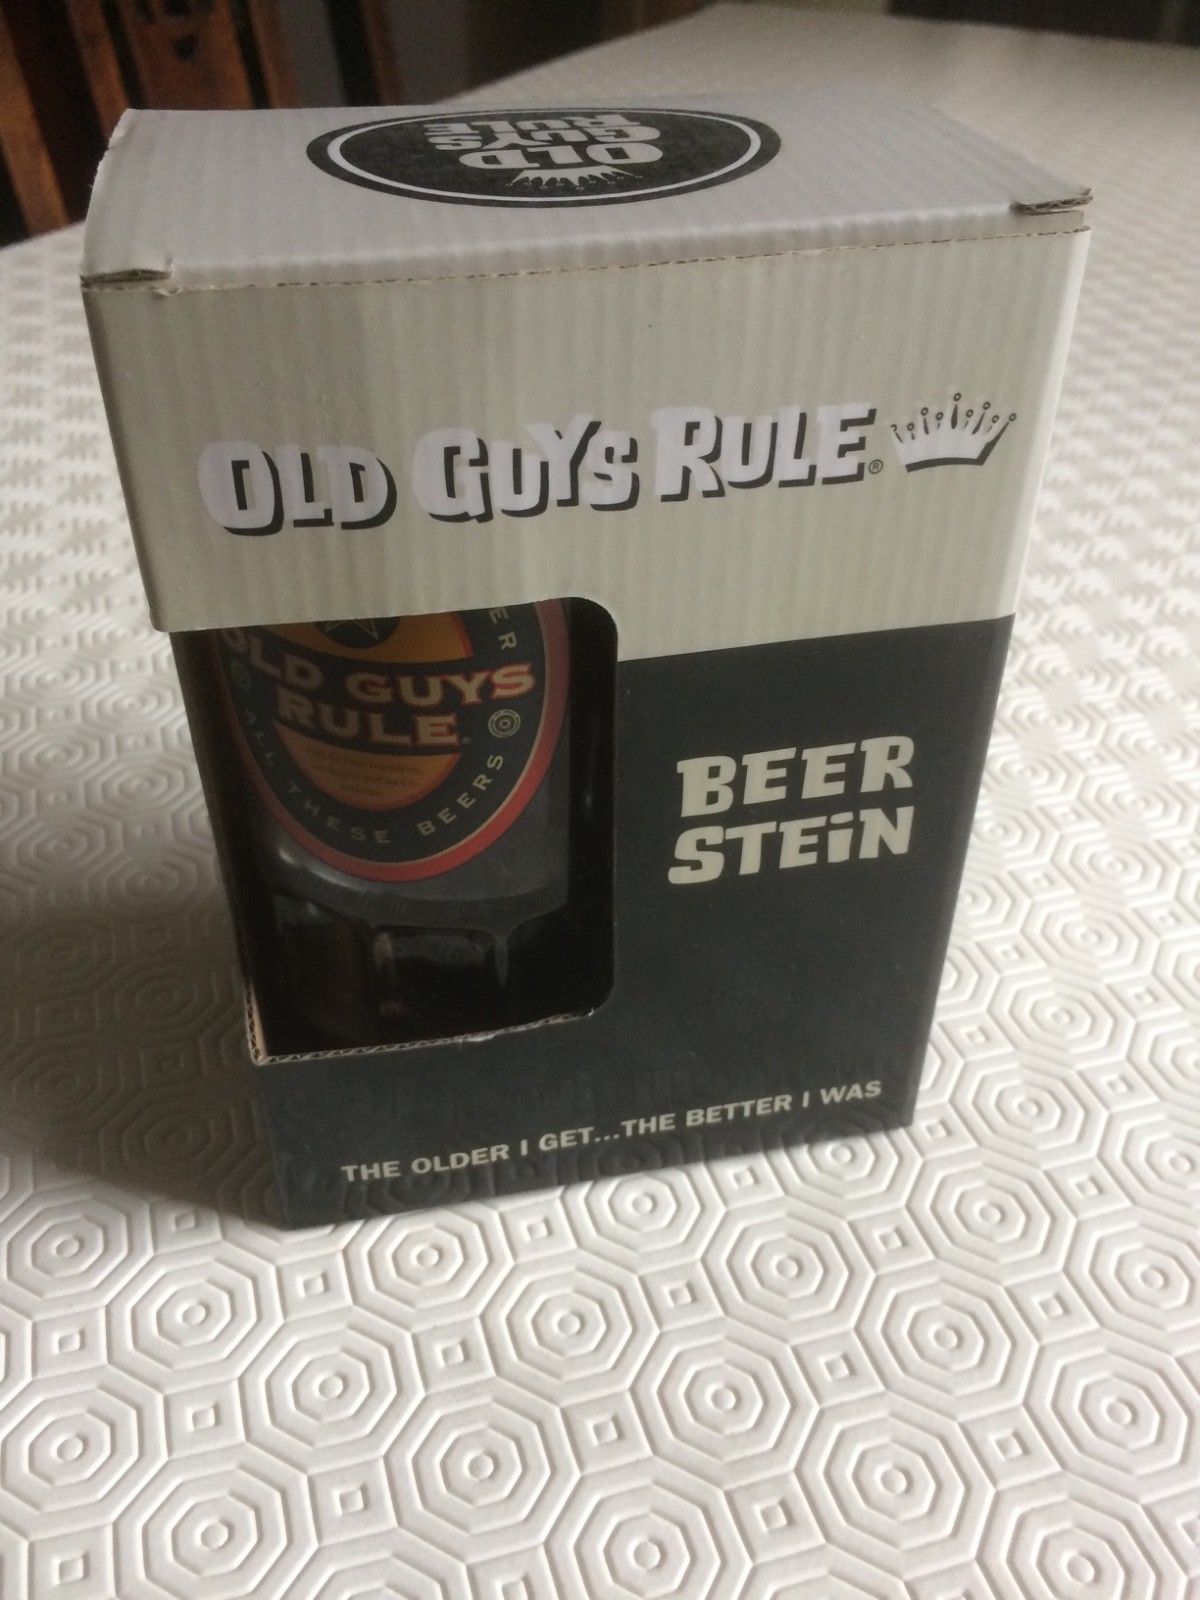 OLD
GUYS
RULE
OLD GUYS RULE®
ER
OLD GUYS
RULE
ALL THESE BEERS
BEER
STEiN
THE OLDER I GET...THE BETTER I WAS